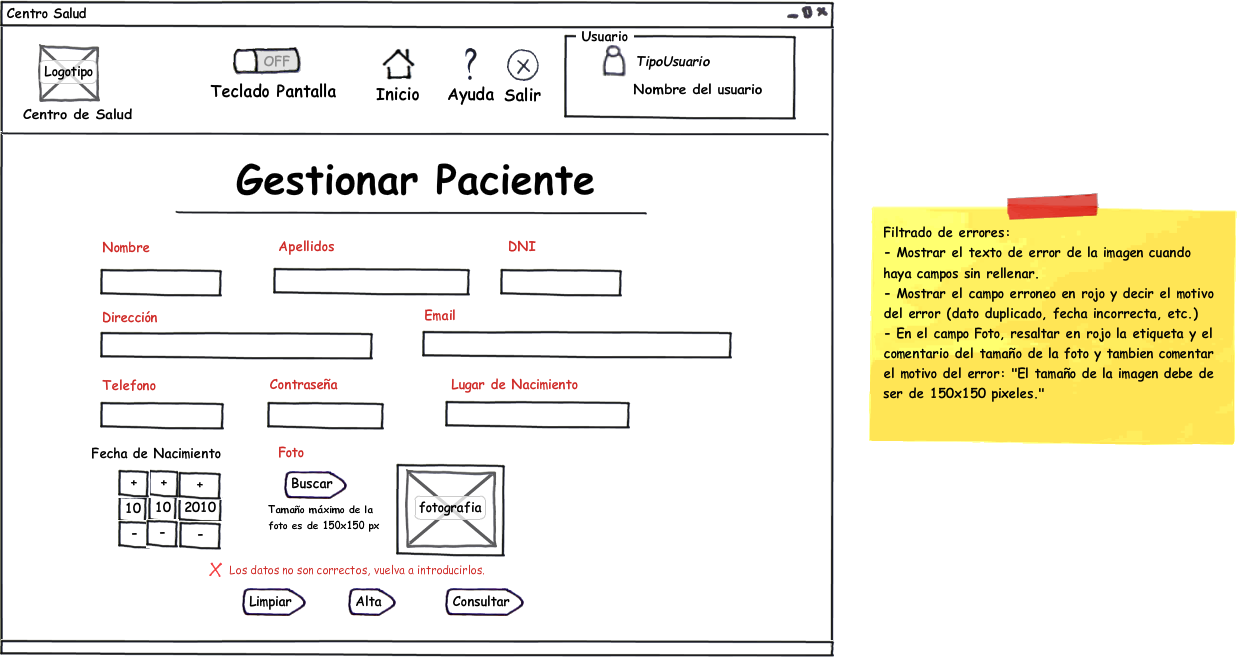 Centro Salud
Logotipo
Centro de Salud
OFF
Teclado Pantalla
Inicio
?
Ayuda
Salir
Usuario
TipoUsuario
Nombre del usuario
Gestionar Paciente
Nombre
Apellidos
DNI
Dirección
Email
Telefono
Contraseña
Lugar de Nacimiento
Fecha de Nacimiento
+ + +
10 10 2010
- - -
Foto
Buscar
Tamaño máximo de la
foto es de 150x150 px
fotografia
X Los datos no son correctos, vuelva a introducirlos.
Limpiar
Alta
Consultar
Filtrado de errores:
- Mostrar el texto de error de la imagen cuando
haya campos sin rellenar.
- Mostrar el campo erroneo en rojo y decir el motivo
del error (dato duplicado, fecha incorrecta, etc.)
- En el campo Foto, resaltar en rojo la etiqueta y el
comentario del tamaño de la foto y tambien comentar
el motivo del error: "El tamaño de la imagen debe de
ser de 150x150 pixeles."